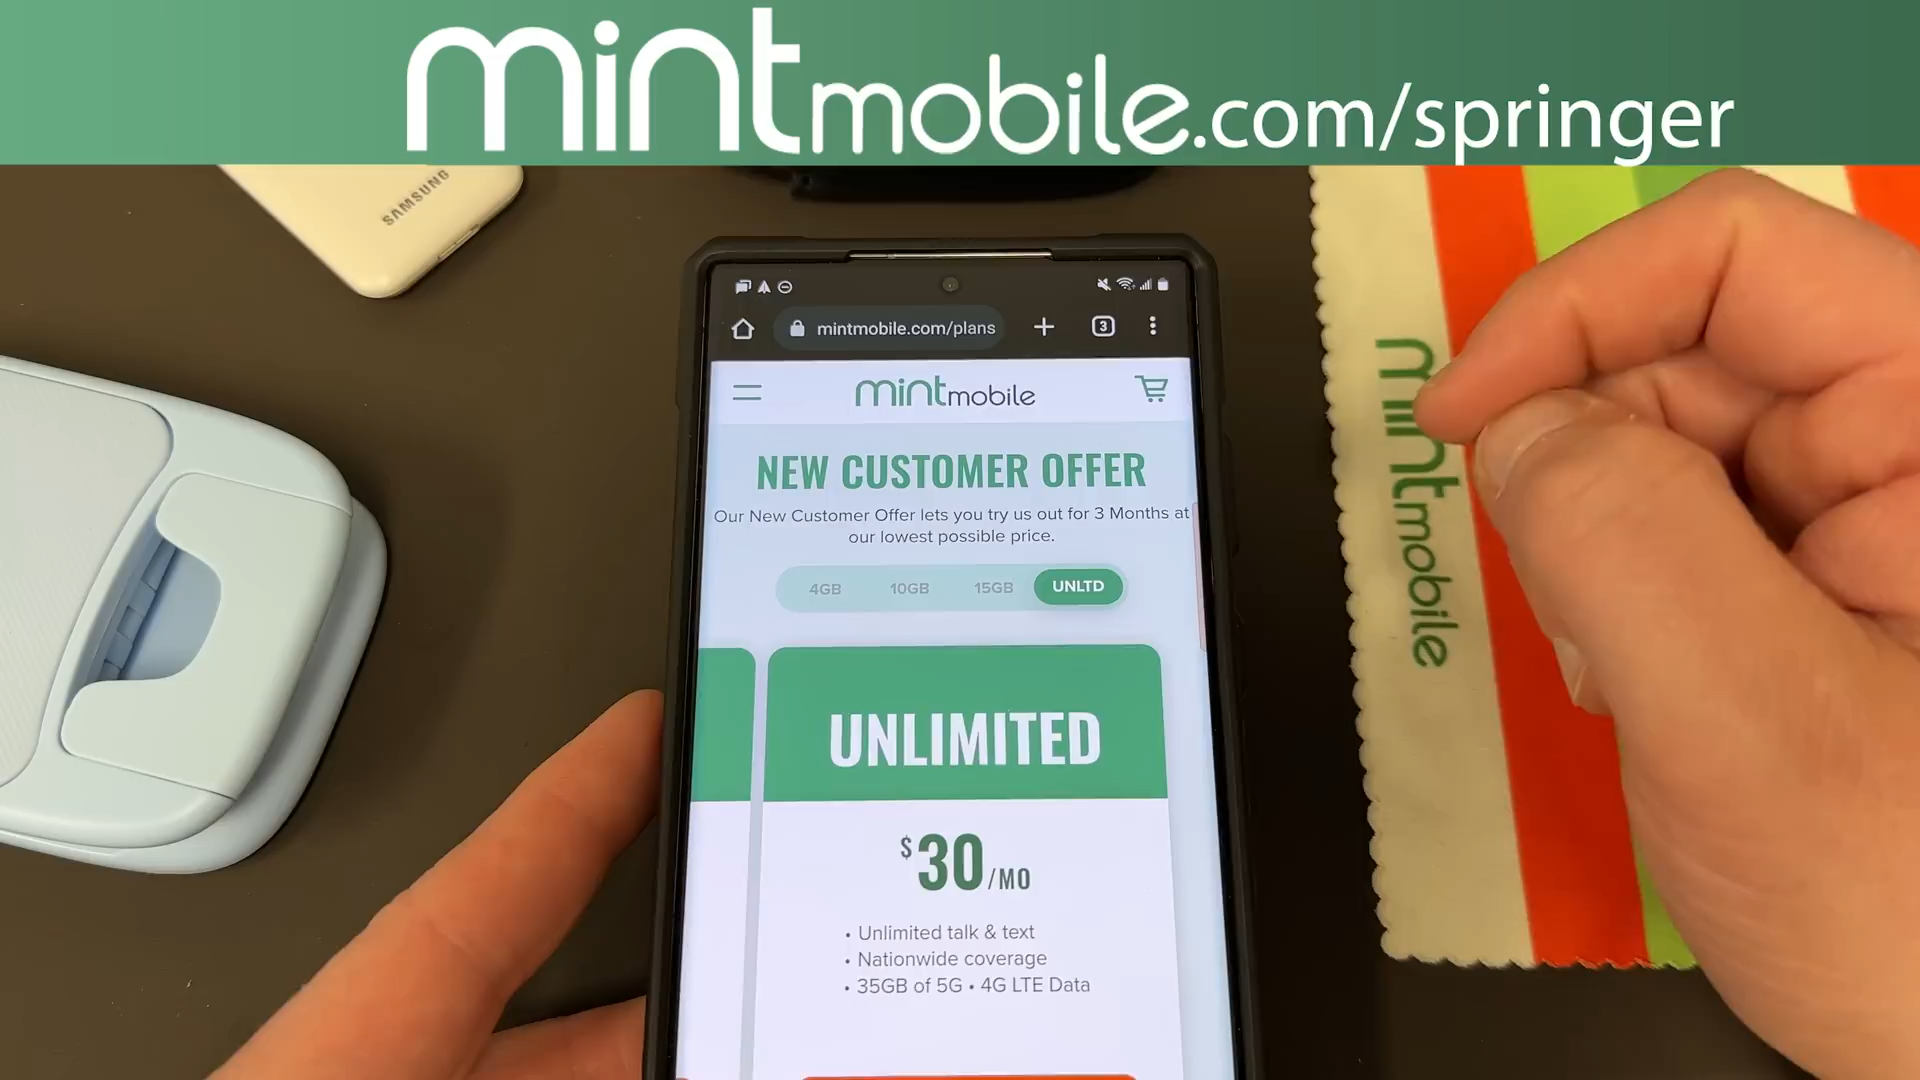 mintmobile.com/springer
SAMSUNG
mintmobile.com/plans
3
mintmobile
NEW CUSTOMER OFFER
Our New Customer Offer lets you try us out for 3 Months at
our lowest possible price.
4GB 10GB 15GB UNLTD
UNLIMITED
$30/MO
• Unlimited talk & text
• Nationwide coverage
• 35GB of 5G • 4G LTE Data
mintmobile